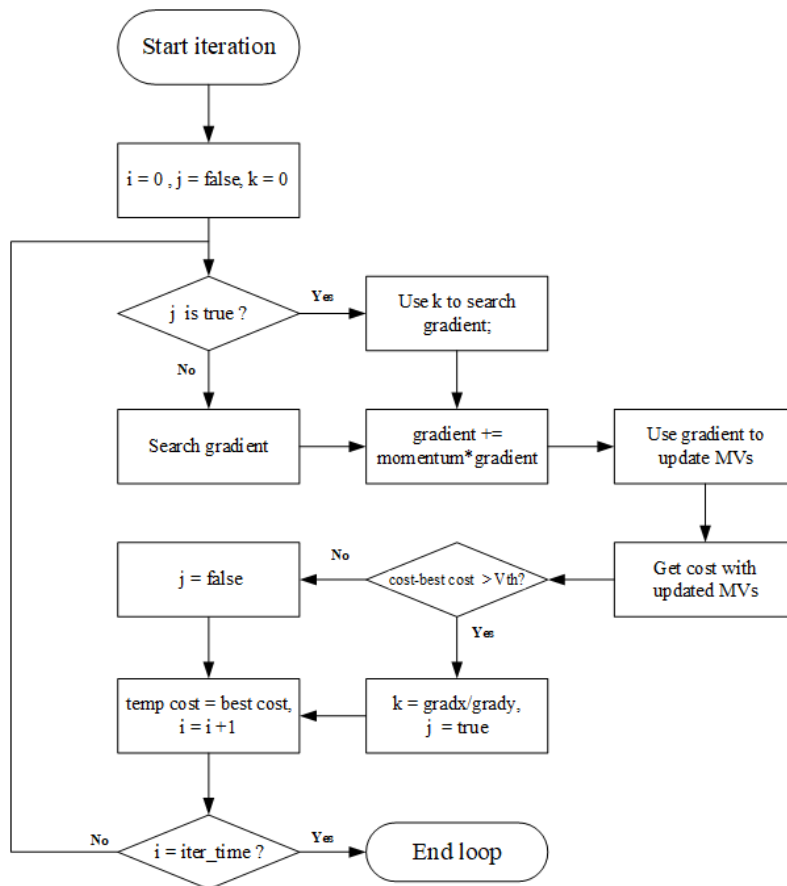 Start iteration
i = 0 , j = false, k = 0
j is true ?
Yes
Use k to search
gradient;
No
Search gradient
gradient +=
momentum*gradient
Use gradient to
update MVs
Get cost with
updated MVs
cost-best cost > Vth?
No
j = false
Yes
k = gradx/grady,
j = true
temp cost = best cost,
i = i +1
i = iter_time ?
No
Yes
End loop